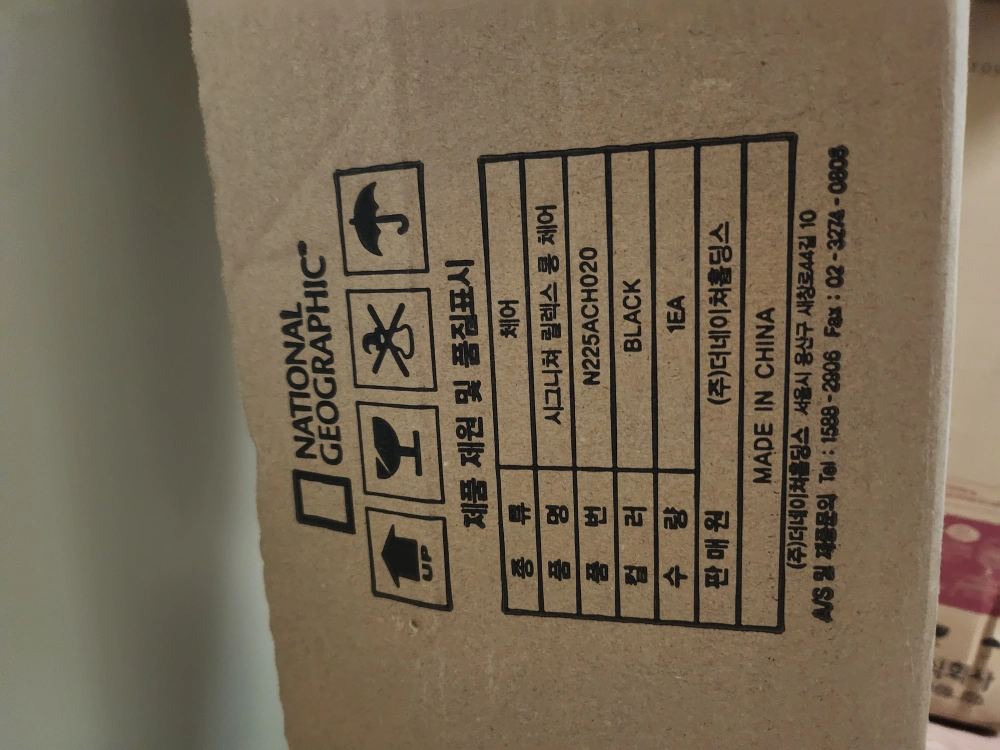 NATIONAL
GEOGRAPHIC™
UP
제품 제원 및 품질표시
종 류 체어
품 명 시그니쳐 릴렉스 롱 체어
품 번 N225ACH020
컬 러 BLACK
수 량 1EA
판 매 원 (주)더네이쳐홀딩스
MADE IN CHINA
(주)더네이쳐홀딩스 서울시 용산구 새창로44길 10
A/S 및 제품문의 Tel : 1588-2906 Fax : 02-3274-0808